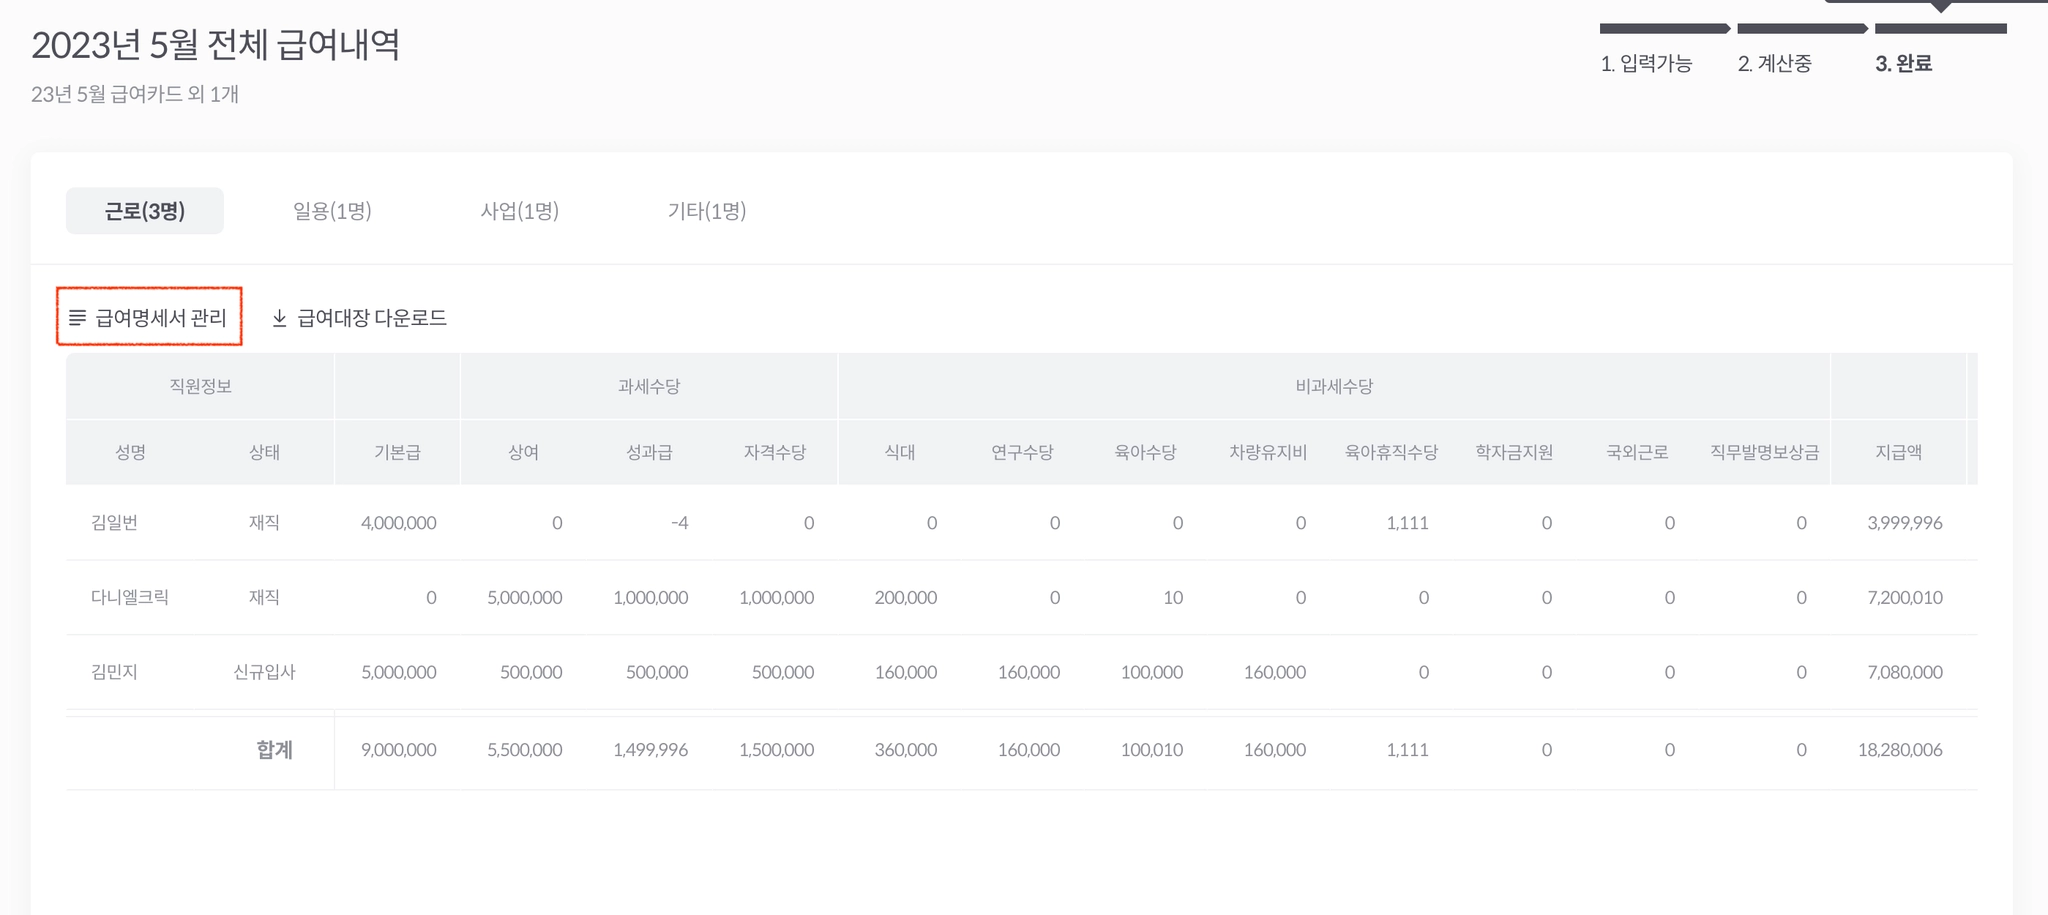 2023년 5월 전체 급여내역
23년 5월 급여카드 외 1개
1. 입력가능 2. 계산중 3. 완료
근로(3명) 일용(1명) 사업(1명) 기타(1명)
급여명세서 관리 급여대장 다운로드
직원정보 과세수당 비과세수당
성명 상태 기본급 상여 성과급 자격수당 식대 연구수당 육아수당 차량유지비 육아휴직수당 학자금지원 국외근로 직무발명보상금 지급액
김일번 재직 4,000,000 0 -4 0 0 0 0 0 1,111 0 0 0 3,999,996
다니엘크릭 재직 0 5,000,000 1,000,000 1,000,000 200,000 0 10 0 0 0 0 0 7,200,010
김민지 신규입사 5,000,000 500,000 500,000 500,000 160,000 160,000 100,000 160,000 0 0 0 0 7,080,000
합계 9,000,000 5,500,000 1,499,996 1,500,000 360,000 160,000 100,010 160,000 1,111 0 0 0 18,280,006